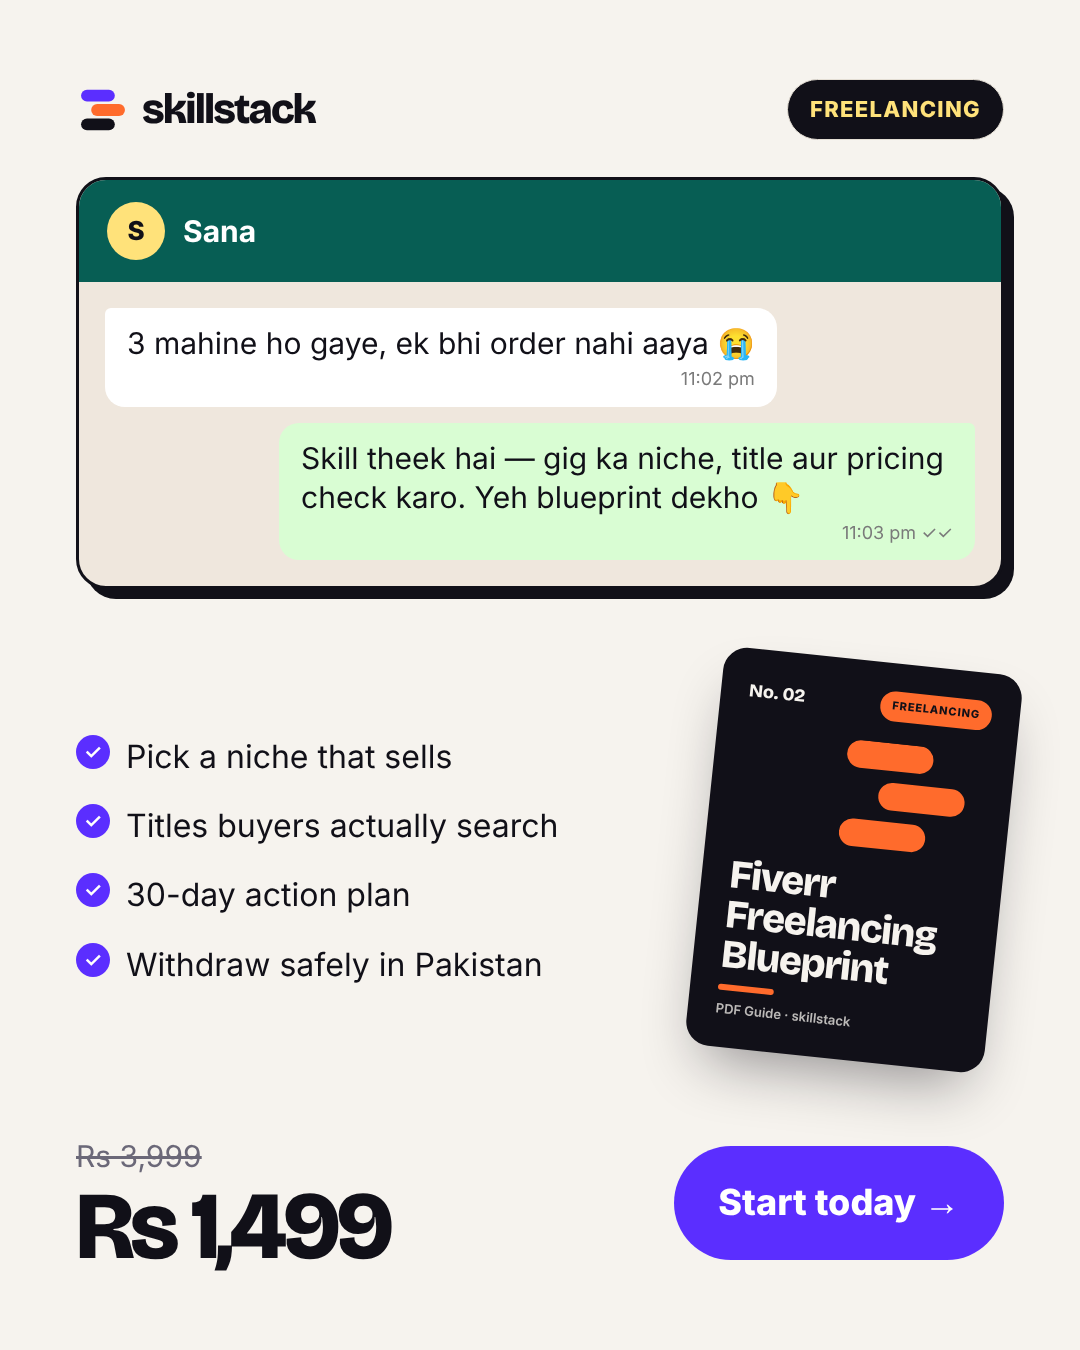 skillstack
FREELANCING
S
Sana
3 mahine ho gaye, ek bhi order nahi aaya 😭
11:02 pm
Skill theek hai — gig ka niche, title aur pricing
check karo. Yeh blueprint dekho 👇
11:03 pm ✓✓
Pick a niche that sells
Titles buyers actually search
30-day action plan
Withdraw safely in Pakistan
No. 02
FREELANCING
Fiverr
Freelancing
Blueprint
PDF Guide · skillstack
Rs 3,999
Rs 1,499
Start today →